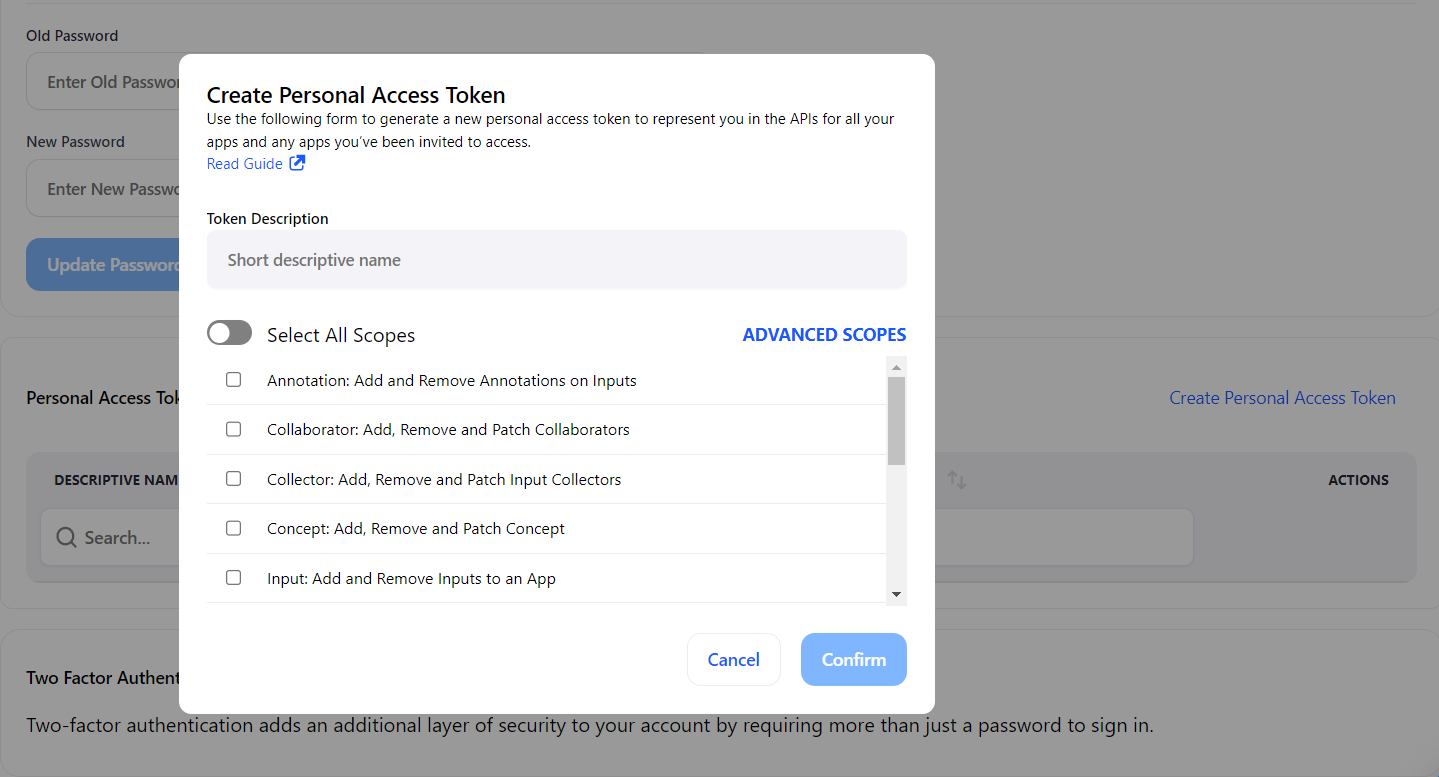 Old Password
Enter Old
New Password
Enter New
Update Password
Create Personal Access Token
Use the following form to generate a new personal access token to represent you in the APIs for all your
apps and any apps you've been invited to access.
Read Guide
Token Description
Short descriptive name
Select All Scopes
ADVANCED SCOPES
Annotation: Add and Remove Annotations on Inputs
Collaborator: Add, Remove and Patch Collaborators
Collector: Add, Remove and Patch Input Collectors
Concept: Add, Remove and Patch Concept
Input: Add and Remove Inputs to an App
Cancel
Confirm
Personal Access
Create Personal Access Token
DESCRIPTIVE
ACTIONS
Search...
Two Factor
Two-factor authentication adds an additional layer of security to your account by requiring more than just a password to sign in.